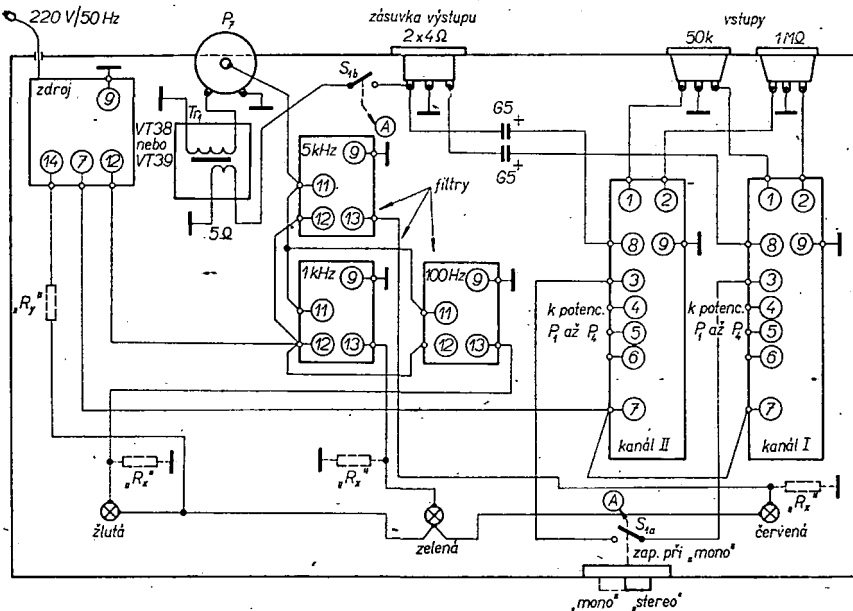 220 V/50 Hz
P7
zásuvka výstupu
2x4Ω
vstupy
50k
1MΩ
zdroj
9
14
7
12
VT38
nebo
VT39
Tr1
5Ω
S1b
A
G5 +
G5 +
5kHz
9
11
12
13
filtry
1kHz
9
11
12
13
100Hz
9
11
12
13
1
2
8
9
3
4
5
6
7
k potenc.
P1 až P4
kanál II
1
2
8
9
3
4
5
6
7
k potenc.
P1 až P4
kanál I
„Ry“
„Rx“
„Rx“
„Rx“
žlutá
zelená
červená
A
S1a
zap. při „mono“
„mono“
„stereo“